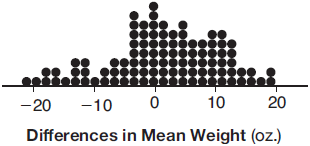 −20 −10 0 10 20
Differences in Mean Weight (oz.)